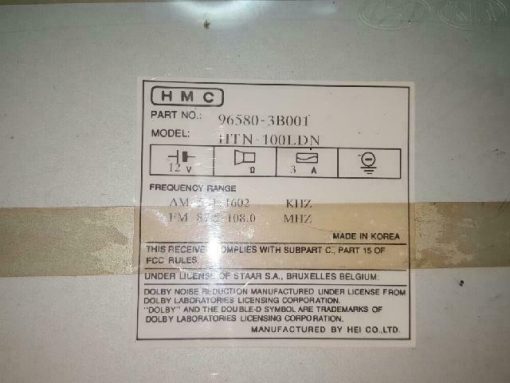 HMC
PART NO.: 96580-3B001
MODEL: HTN-100LDN
12 V Ω 3 A
FREQUENCY RANGE
AM 1602 KHZ
FM 108.0 MHZ
MADE IN KOREA
THIS RECEIVER COMPLIES WITH SUBPART C., PART 15 OF
FCC RULES
UNDER LICENSE OF STAAR S.A., BRUXELLES BELGIUM.
DOLBY NOISE REDUCTION MANUFACTURED UNDER LICENSE FROM
DOLBY LABORATORIES LICENSING CORPORATION.
"DOLBY" AND THE DOUBLE-D SYMBOL ARE TRADEMARKS OF
DOLBY LABORATORIES LICENSING CORPORATION.
MANUFACTURED BY HEI CO.,LTD.